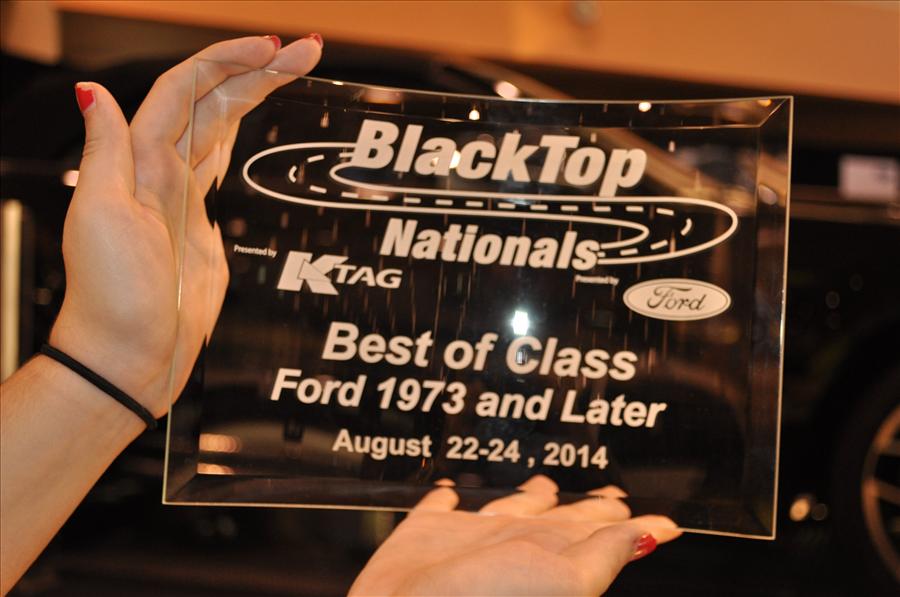 BlackTop
Nationals
Presented by
KTAG
Presented by
Ford
Best of Class
Ford 1973 and Later
August 22-24 , 2014